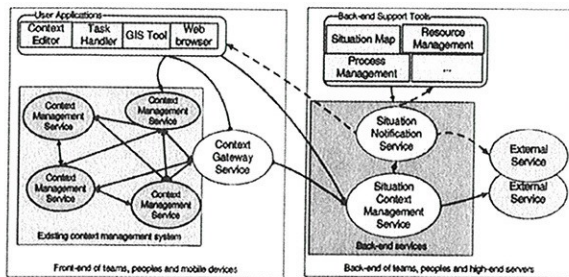 User Applications
Context
Editor
Task
Handler
GIS Tool
Web
browser
Context
Management
Service
Context
Management
Service
Context
Management
Service
Context
Management
Service
Existing context management system
Context
Gateway
Service
Front-end of teams, peoples and mobile devices
Back-end Support Tools
Situation Map
Resource
Management
Process
Management
...
Situation
Notification
Service
Situation
Context
Management
Service
Back-end services
External
Service
External
Service
Back-end of teams, peoples and high-end servers